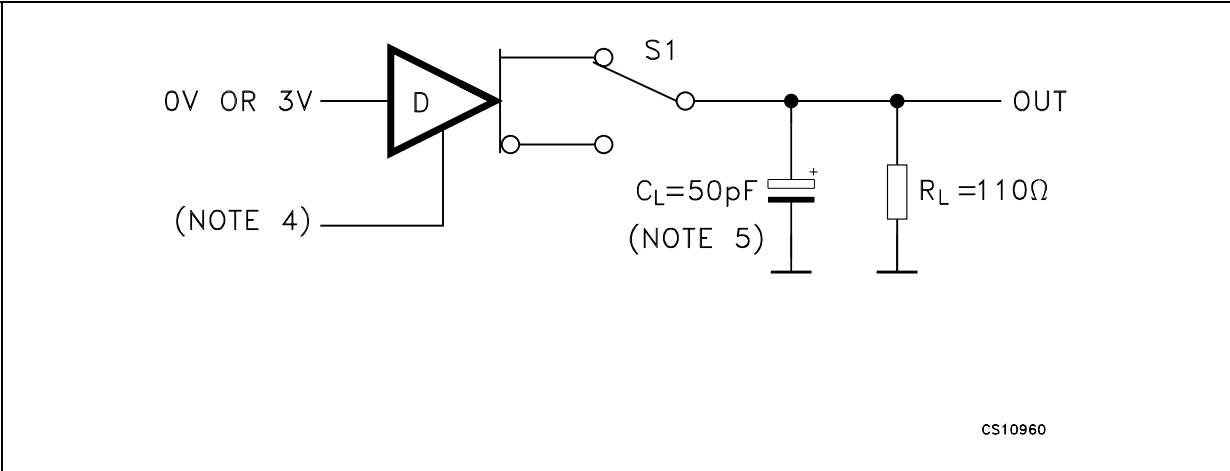 S1
0V OR 3V
D
OUT
C_L=50pF
R_L =110Ω
(NOTE 4)
(NOTE 5)
+
CS10960